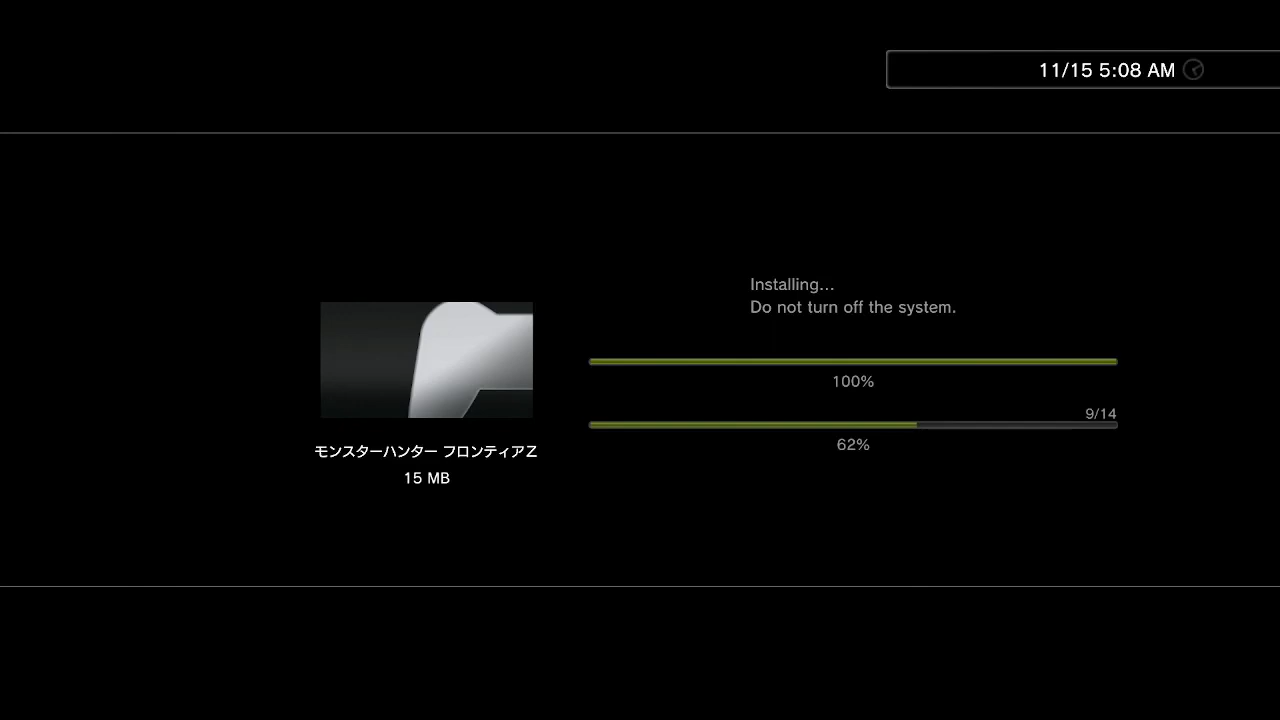 11/15 5:08 AM
Installing...
Do not turn off the system.
100%
9/14
62%
モンスターハンター フロンティアZ
15 MB